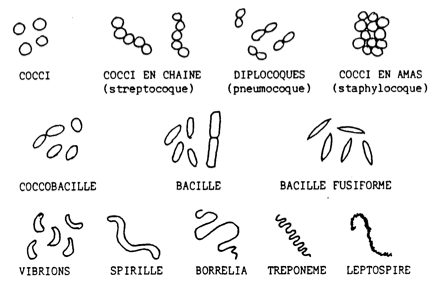 COCCI
COCCI EN CHAINE
(streptocoque)
DIPLOCOQUES
(pneumocoque)
COCCI EN AMAS
(staphylocoque)
COCCOBACILLE
BACILLE
BACILLE FUSIFORME
VIBRIONS
SPIRILLE
BORRELIA
TREPONEME
LEPTOSPIRE